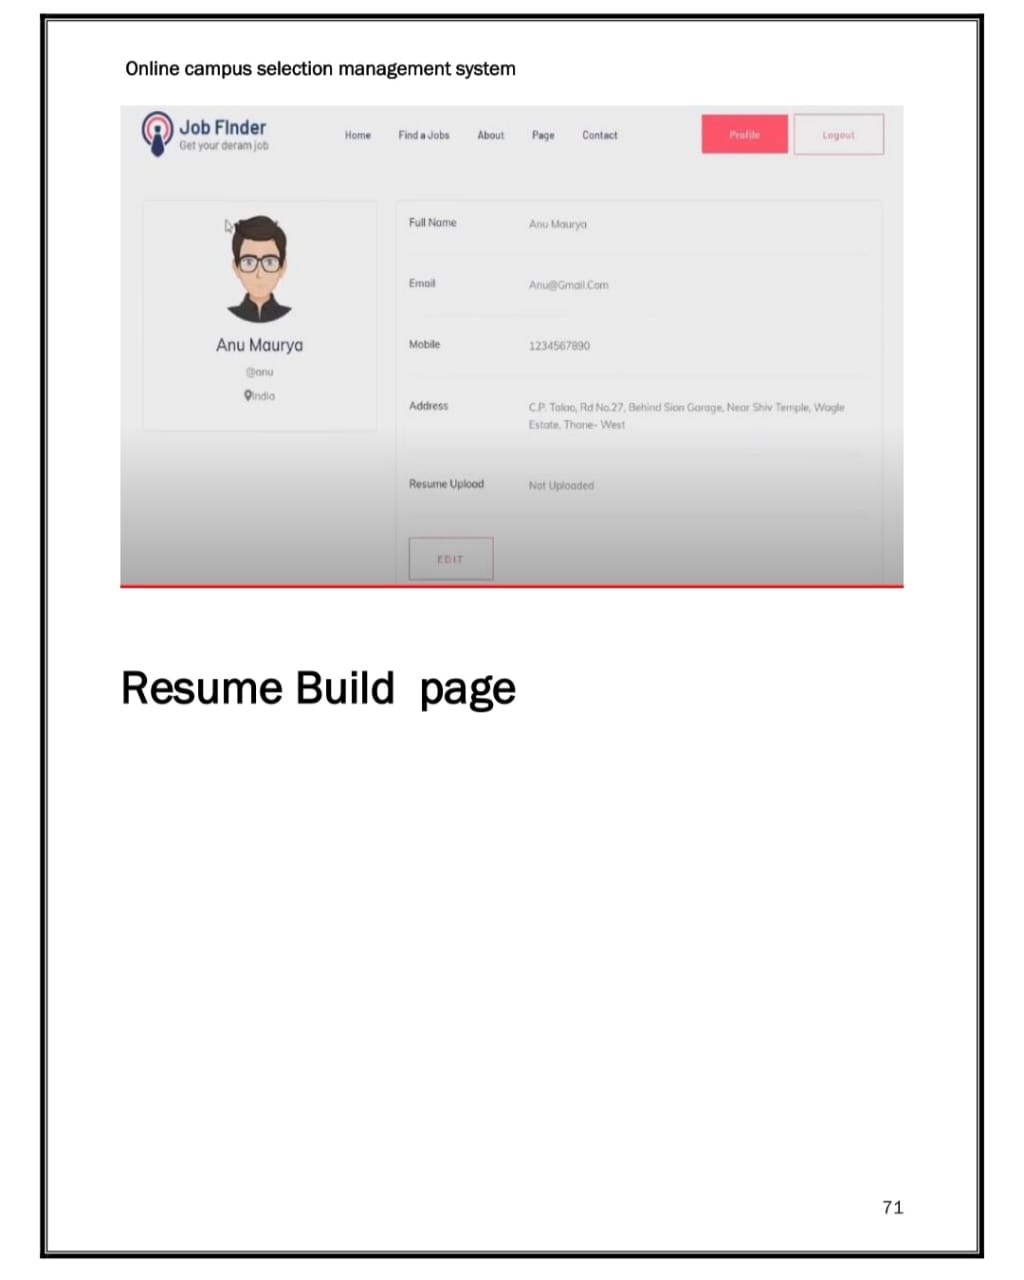 Online campus selection management system
Job FInder
Get your deram job
Home Find a Jobs About Page Contact Profile Logout
Full Name Anu Maurya
Email Anu@Gmail.Com
Anu Maurya
Mobile 1234567890
@anu
India
Address C.P. Talao, Rd No.27, Behind Sion Garage, Near Shiv Temple, Wagle
Estate, Thane- West
Resume Upload Not Uploaded
EDIT
Resume Build page
71